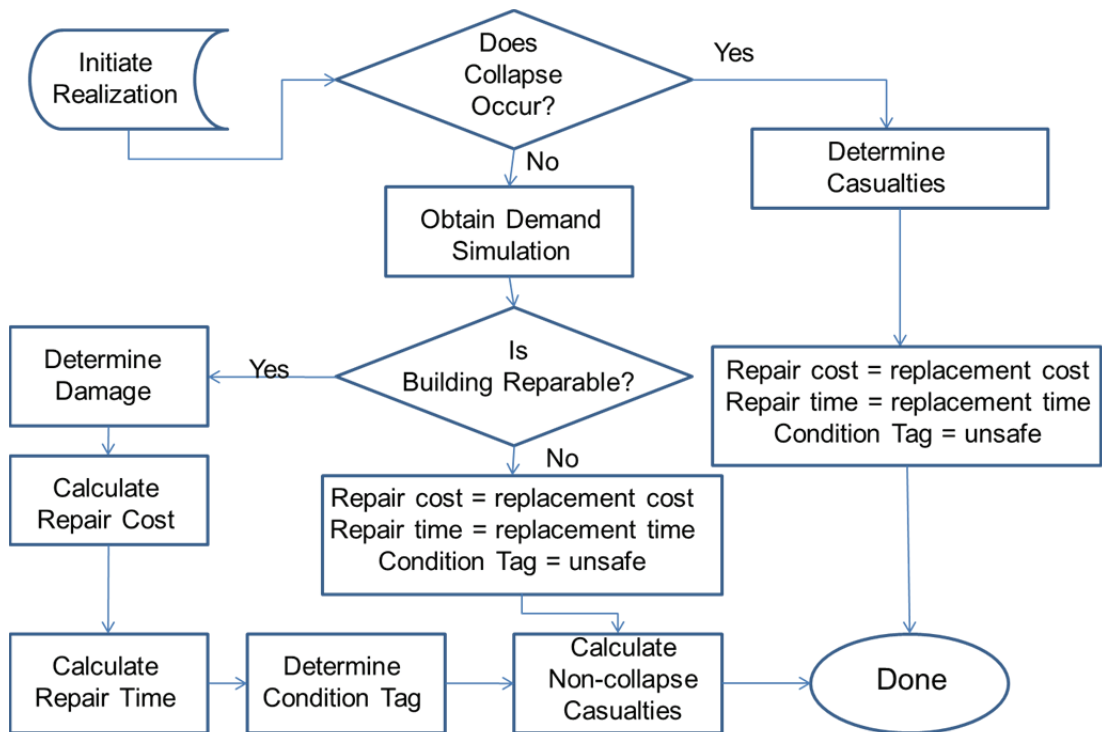 Initiate
Realization
Does
Collapse
Occur?
Yes
No
Determine
Casualties
Obtain Demand
Simulation
Is
Building Reparable?
Yes
No
Determine
Damage
Repair cost = replacement cost
Repair time = replacement time
Condition Tag = unsafe
Calculate
Repair Cost
Repair cost = replacement cost
Repair time = replacement time
Condition Tag = unsafe
Calculate
Repair Time
Determine
Condition Tag
Calculate
Non-collapse
Casualties
Done